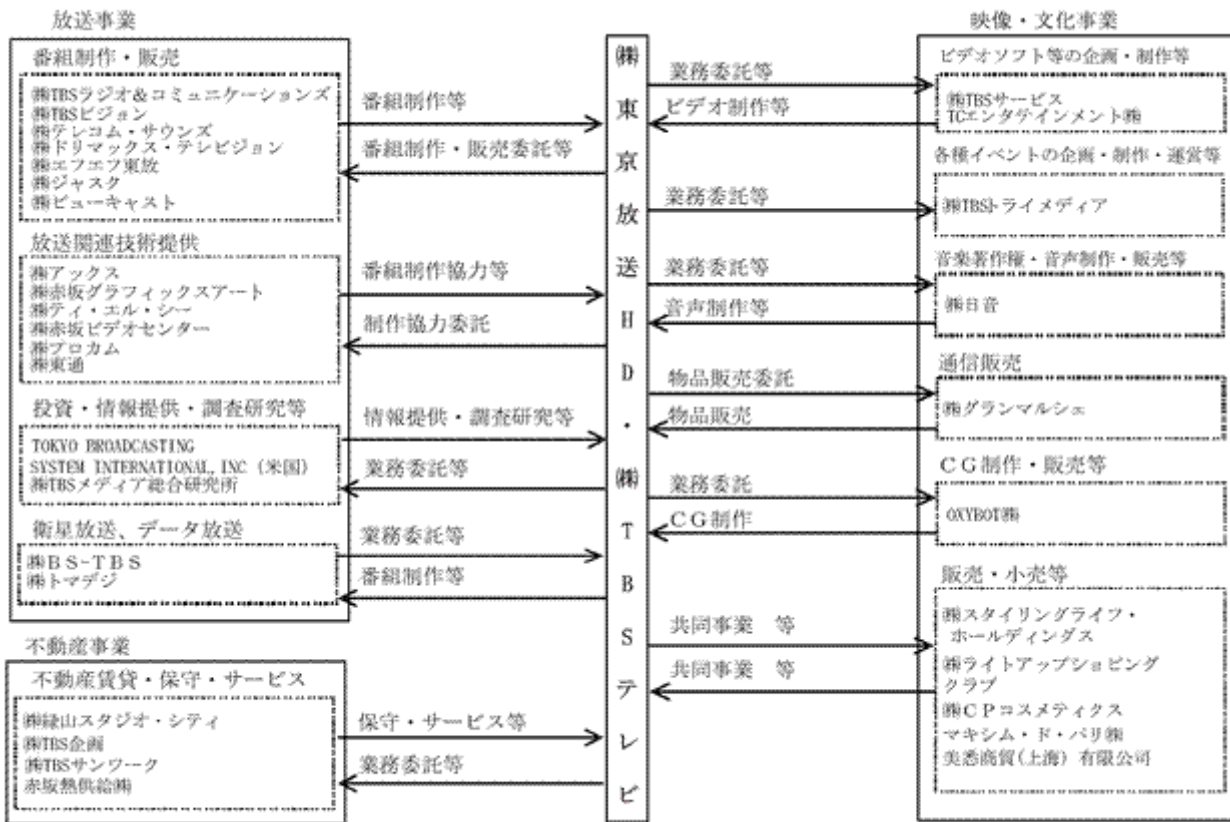 放送事業
番組制作・販売
㈱TBSラジオ&コミュニケーションズ
㈱TBSビジョン
㈱テレコム・サウンズ
㈱ドリマックス・テレビジョン
㈱エフエフ東放
㈱ジャスク
㈱ビューキャスト
番組制作等
番組制作・販売委託等
放送関連技術提供
㈱アックス
㈱赤坂グラフィックスアート
㈱ティ・エル・シー
㈱赤坂ビデオセンター
㈱プロカム
㈱東通
番組制作協力等
制作協力委託
投資・情報提供・調査研究等
TOKYO BROADCASTING
SYSTEM INTERNATIONAL, INC (米国)
㈱TBSメディア総合研究所
情報提供・調査研究等
業務委託等
衛星放送、データ放送
㈱BS-TBS
㈱トマデジ
業務委託等
番組制作等
不動産事業
不動産賃貸・保守・サービス
㈱緑山スタジオ・シティ
㈱TBS企画
㈱TBSサンワーク
赤坂熱供給㈱
保守・サービス等
業務委託等
㈱東京放送HD・㈱TBSテレビ
映像・文化事業
ビデオソフト等の企画・制作等
業務委託等
ビデオ制作等
㈱TBSサービス
TCエンタテインメント㈱
各種イベントの企画・制作・運営等
業務委託等
㈱TBSトライメディア
音楽著作権・音声制作・販売等
業務委託等
音声制作等
㈱日音
通信販売
物品販売委託
物品販売
㈱グランマルシェ
CG制作・販売等
業務委託
CG制作
OXYBOT㈱
販売・小売等
共同事業 等
共同事業 等
㈱スタイリングライフ・
ホールディングス
㈱ライトアップショッピング
クラブ
㈱CPコスメティクス
マキシム・ド・パリ㈱
美悉商貿(上海)有限公司